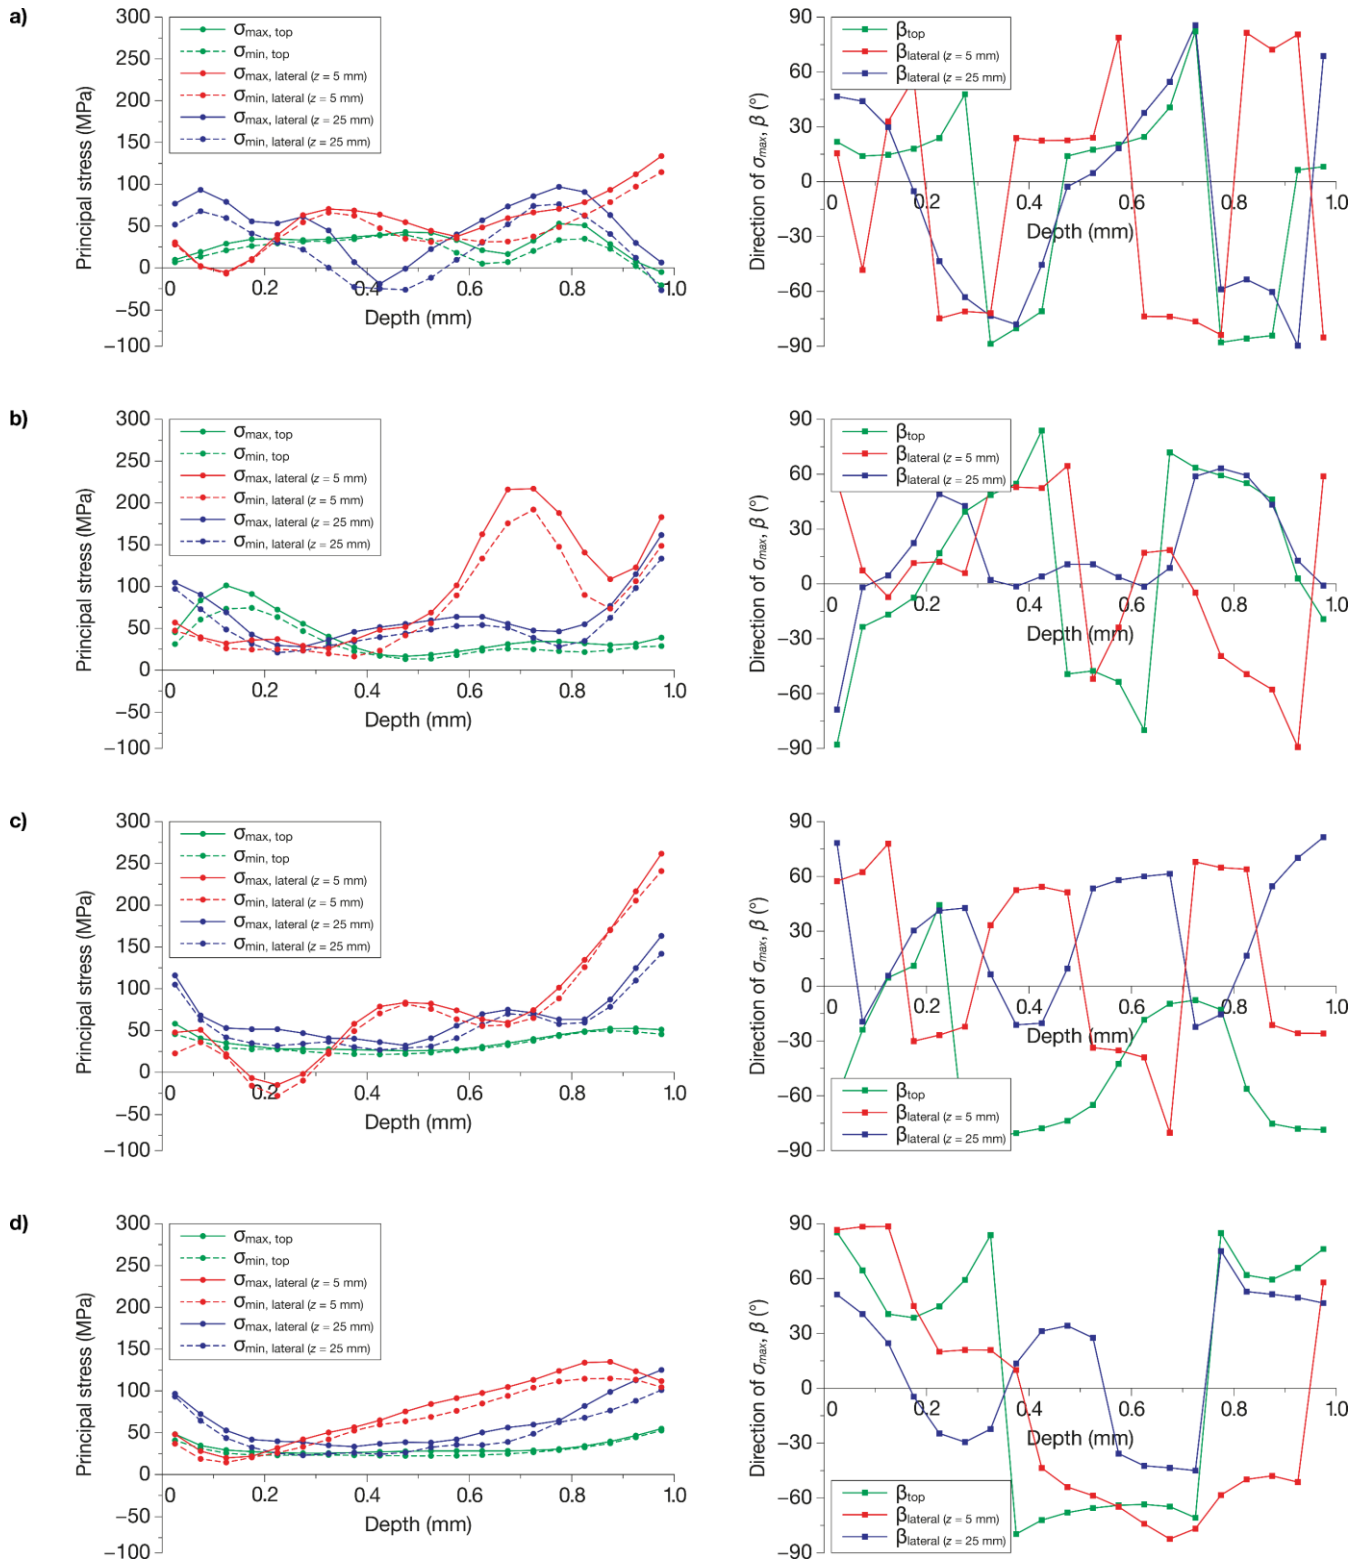 a)
300
250
200
150
100
50
0
−50
−100
Principal stress (MPa)
σmax, top
σmin, top
σmax, lateral (z = 5 mm)
σmin, lateral (z = 5 mm)
σmax, lateral (z = 25 mm)
σmin, lateral (z = 25 mm)
0 0.2 0.4 0.6 0.8 1.0
Depth (mm)
90
60
30
0
−30
−60
−90
Direction of σmax, β (°)
βtop
βlateral (z = 5 mm)
βlateral (z = 25 mm)
0 0.2 0.4 0.6 0.8 1.0
Depth (mm)
b)
300
250
200
150
100
50
0
−50
−100
Principal stress (MPa)
σmax, top
σmin, top
σmax, lateral (z = 5 mm)
σmin, lateral (z = 5 mm)
σmax, lateral (z = 25 mm)
σmin, lateral (z = 25 mm)
0 0.2 0.4 0.6 0.8 1.0
Depth (mm)
90
60
30
0
−30
−60
−90
Direction of σmax, β (°)
βtop
βlateral (z = 5 mm)
βlateral (z = 25 mm)
0 0.2 0.4 0.6 0.8 1.0
Depth (mm)
c)
300
250
200
150
100
50
0
−50
−100
Principal stress (MPa)
σmax, top
σmin, top
σmax, lateral (z = 5 mm)
σmin, lateral (z = 5 mm)
σmax, lateral (z = 25 mm)
σmin, lateral (z = 25 mm)
0 0.2 0.4 0.6 0.8 1.0
Depth (mm)
90
60
30
0
−30
−60
−90
Direction of σmax, β (°)
0 0.2 0.4 0.6 0.8 1.0
Depth (mm)
βtop
βlateral (z = 5 mm)
βlateral (z = 25 mm)
d)
300
250
200
150
100
50
0
−50
−100
Principal stress (MPa)
σmax, top
σmin, top
σmax, lateral (z = 5 mm)
σmin, lateral (z = 5 mm)
σmax, lateral (z = 25 mm)
σmin, lateral (z = 25 mm)
0 0.2 0.4 0.6 0.8 1.0
Depth (mm)
90
60
30
0
−30
−60
−90
Direction of σmax, β (°)
0 0.2 0.4 0.6 0.8 1.0
Depth (mm)
βtop
βlateral (z = 5 mm)
βlateral (z = 25 mm)